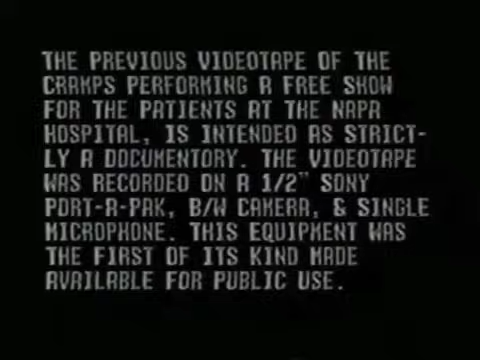 THE PREVIOUS VIDEOTAPE OF THE
CRAMPS PERFORMING A FREE SHOW
FOR THE PATIENTS AT THE NAPA
HOSPITAL, IS INTENDED AS STRICT-
LY A DOCUMENTORY. THE VIDEOTAPE
WAS RECORDED ON A 1/2" SONY
PORT-A-PAK, B/W CAMERA, & SINGLE
MICROPHONE. THIS EQUIPMENT WAS
THE FIRST OF ITS KIND MADE
AVAILABLE FOR PUBLIC USE.